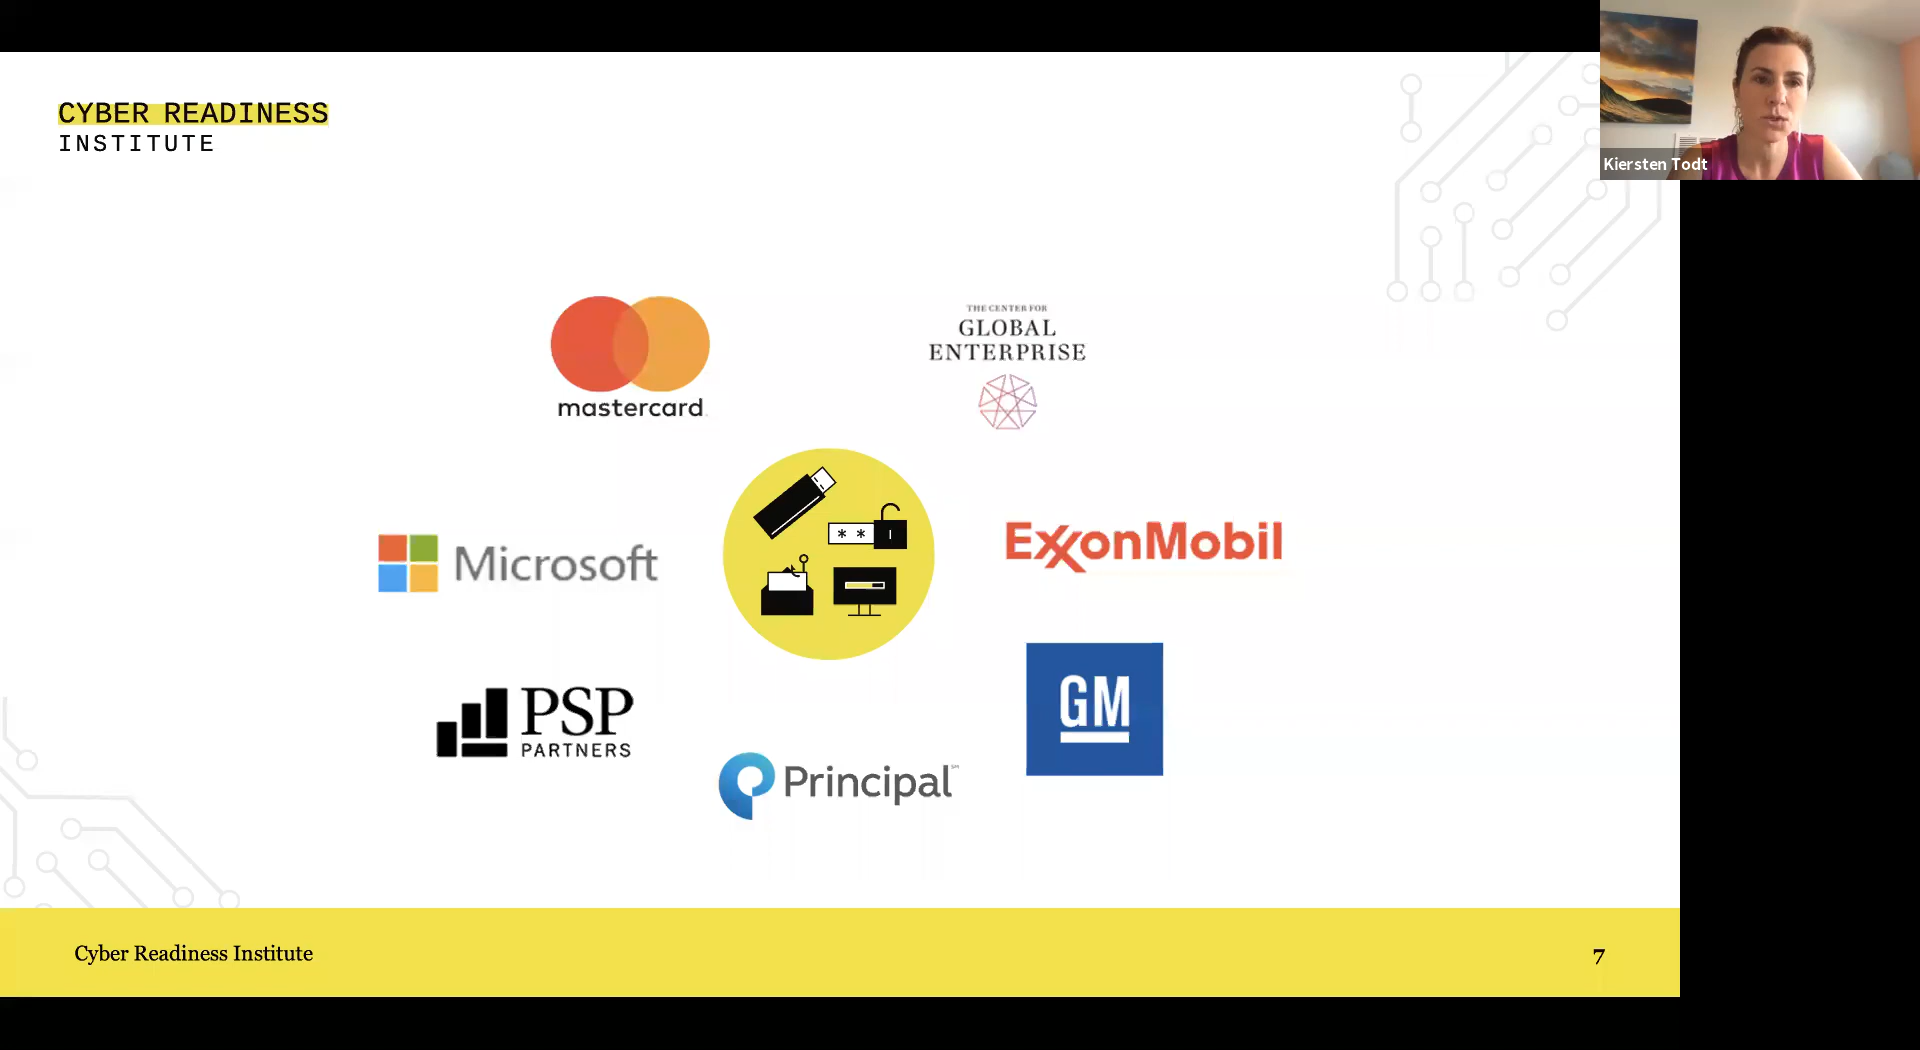 CYBER READINESS
INSTITUTE
Kiersten Todt
mastercard
THE CENTER FOR
GLOBAL
ENTERPRISE
* *
Microsoft
ExxonMobil
PSP
PARTNERS
GM
Principal℠
Cyber Readiness Institute
7